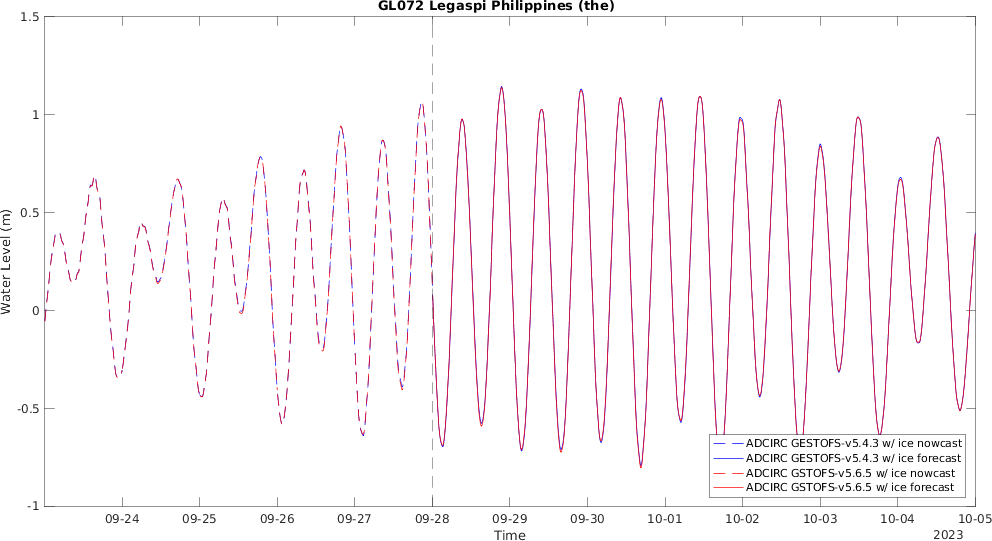 GL072 Legaspi Philippines (the)
1.5
1
0.5
0
-0.5
-1
Water Level (m)
09-24 09-25 09-26 09-27 09-28 09-29 09-30 10-01 10-02 10-03 10-04 10-05
Time
2023
ADCIRC GESTOFS-v5.4.3 w/ ice nowcast
ADCIRC GESTOFS-v5.4.3 w/ ice forecast
ADCIRC GSTOFS-v5.6.5 w/ ice nowcast
ADCIRC GSTOFS-v5.6.5 w/ ice forecast